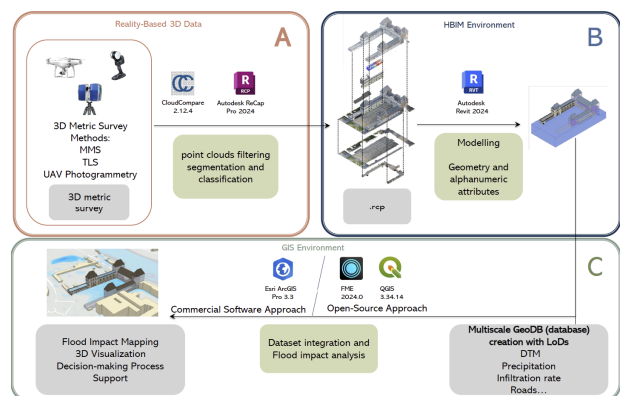 Reality-Based 3D Data
A
3D Metric Survey
Methods:
MMS
TLS
UAV Photogrammetry
3D metric
survey
CloudCompare
2.12.4
RCP
Autodesk ReCap
Pro 2024
point clouds filtering
segmentation and
classification
HBIM Environment
B
.rcp
RVT
Autodesk
Revit 2024
Modelling
Geometry and
alphanumeric
attributes
GIS Environment
C
Esri ArcGIS
Pro 3.3
FME
2024.0
QGIS
3.34.14
Commercial Software Approach
Open-Source Approach
Flood Impact Mapping
3D Visualization
Decision-making Process
Support
Dataset integration and
Flood impact analysis
Multiscale GeoDB (database)
creation with LoDs
DTM
Precipitation
Infiltration rate
Roads...